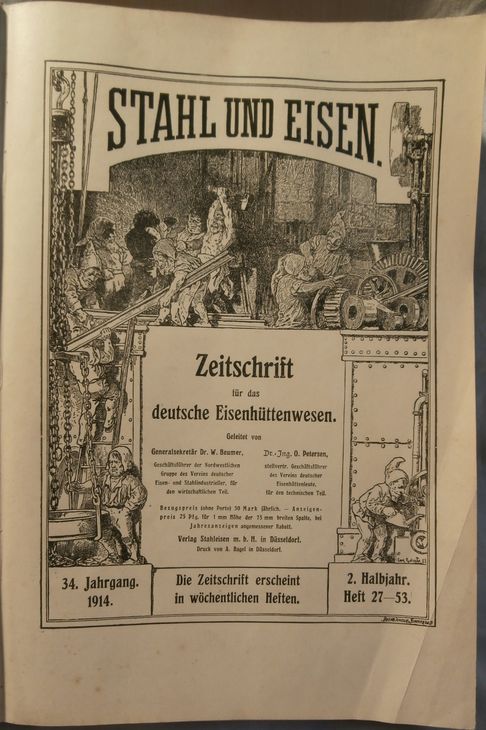 STAHL UND EISEN.
Zeitschrift
für das
deutsche Eisenhüttenwesen.
Geleitet von
Generalsekretär Dr. W. Beumer,
Geschäftsführer der Nordwestlichen
Gruppe des Vereins deutscher
Eisen- und Stahlindustrieller, für
den wirtschaftlichen Teil.
Dr.-Ing. O. Petersen,
stellvertr. Geschäftsführer
des Vereins deutscher
Eisenhüttenleute,
für den technischen Teil.
Bezugspreis (ohne Porto) 30 Mark jährlich. — Anzeigen-
preis 25 Pfg. für 1 mm Höhe der 75 mm breiten Spalte, bei
Jahresanzeigen angemessener Rabatt.
Verlag Stahleisen m. b. H. in Düsseldorf.
Druck von A. Bagel in Düsseldorf.
34. Jahrgang.
1914.
Die Zeitschrift erscheint
in wöchentlichen Heften.
2. Halbjahr.
Heft 27—53.